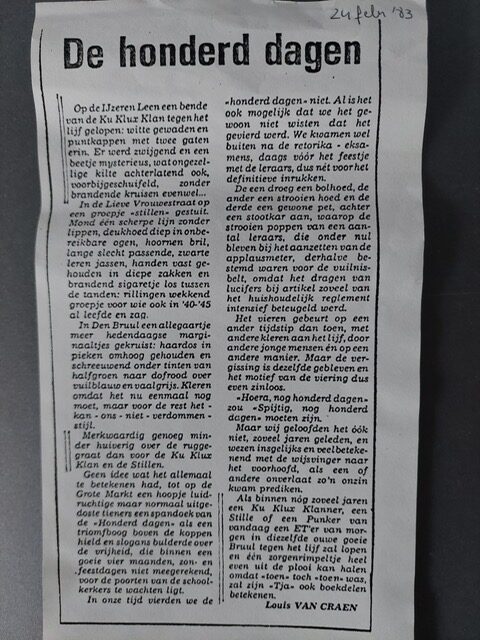 24 febr '83
De honderd dagen
Op de IJzeren Leen een bende
van de Ku Klux Klan tegen het
lijf gelopen: witte gewaden en
puntkappen met twee gaten
erin. Er werd zwijgend en een
beetje mysterieus, wat ongezel-
lige kilte achterlatend ook,
voorbijgeschuifeld, zonder
brandende kruisen evenwel...
In de Lieve Vrouwestraat op
een groepje «stillen» gestuit.
Mond één scherpe lijn zonder
lippen, deukhoed diep in onbe-
reikbare ogen, hoornen bril,
lange slecht passende, zwarte
leren jassen, handen vast ge-
houden in diepe zakken en
brandend sigaretje los tussen
de tanden: rillingen wekkend
groepje voor wie ook in '40-'45
al leefde en zag.
In Den Bruul een allegaartje
meer hedendaagse margi-
naaltjes gekruist: haardos in
pieken omhoog gehouden en
schreeuwend onder tinten van
halfgroen naar dofrood over
vuilblauw en vaalgrijs. Kleren
omdat het nu eenmaal nog
moet, maar voor de rest het -
kan - ons - niet - verdommen-
stijl.
Merkwaardig genoeg min-
der huiverig over de rugge-
graat dan voor de Ku Klux
Klan en de Stillen.
Geen idee wat het allemaal
te betekenen had, tot op de
Grote Markt een hoopje luid-
ruchtige maar normaal uitge-
doste tieners een spandoek van
de «Honderd dagen» als een
triomfboog boven de koppen
hield en slogans bulderde over
de vrijheid, die binnen een
goeie vier maanden, zon- en
feestdagen niet meegerekend,
voor de poorten van de school-
kerkers te wachten ligt.
In onze tijd vierden we de
«honderd dagen» niet. Al is het
ook mogelijk dat we het ge-
woon niet wisten dat het
gevierd werd. We kwamen wel
buiten na de retorika - eksa-
mens, daags vóór het feestje
met de leraars, dus nét voor het
definitieve inrukken.
De een droeg een bolhoed, de
ander een strooien hoed en de
derde een gewone pet, achter
een stootkar aan, waarop de
strooien poppen van een aan-
tal leraars, die onder nul
bleven bij het aanzetten van de
applausmeter, derhalve be-
stemd waren voor de vuilnis-
belt, omdat het dragen van
lucifers bij artikel zoveel van
het huishoudelijk reglement
intensief beteugeld werd.
Het vieren gebeurt op een
ander tijdstip dan toen, met
andere kleren aan het lijf, door
andere jonge mensen én op een
andere manier. Maar de ver-
gissing is dezelfde gebleven en
het motief van de viering dus
even zinloos.
«Hoera, nog honderd dagen»
zou «Spijtig, nog honderd
dagen» moeten zijn.
Maar wij geloofden het óók
niet, zoveel jaren geleden, en
wezen insgelijks en veelbeteke-
nend met de wijsvinger naar
het voorhoofd, als een of
andere onverlaat zo'n onzin
kwam prediken.
Als binnen nóg zoveel jaren
een Ku Klux Klanner, een
Stille of een Punker van
vandaag een ET'er van mor-
gen in diezelfde ouwe goeie
Bruul tegen het lijf zal lopen
en één zorgenrimpeltje heel
even uit de plooi kan halen
omdat «toen» toch «toen» was,
zal zijn «Tja» ook boekdelen
betekenen.
Louis VAN CRAEN